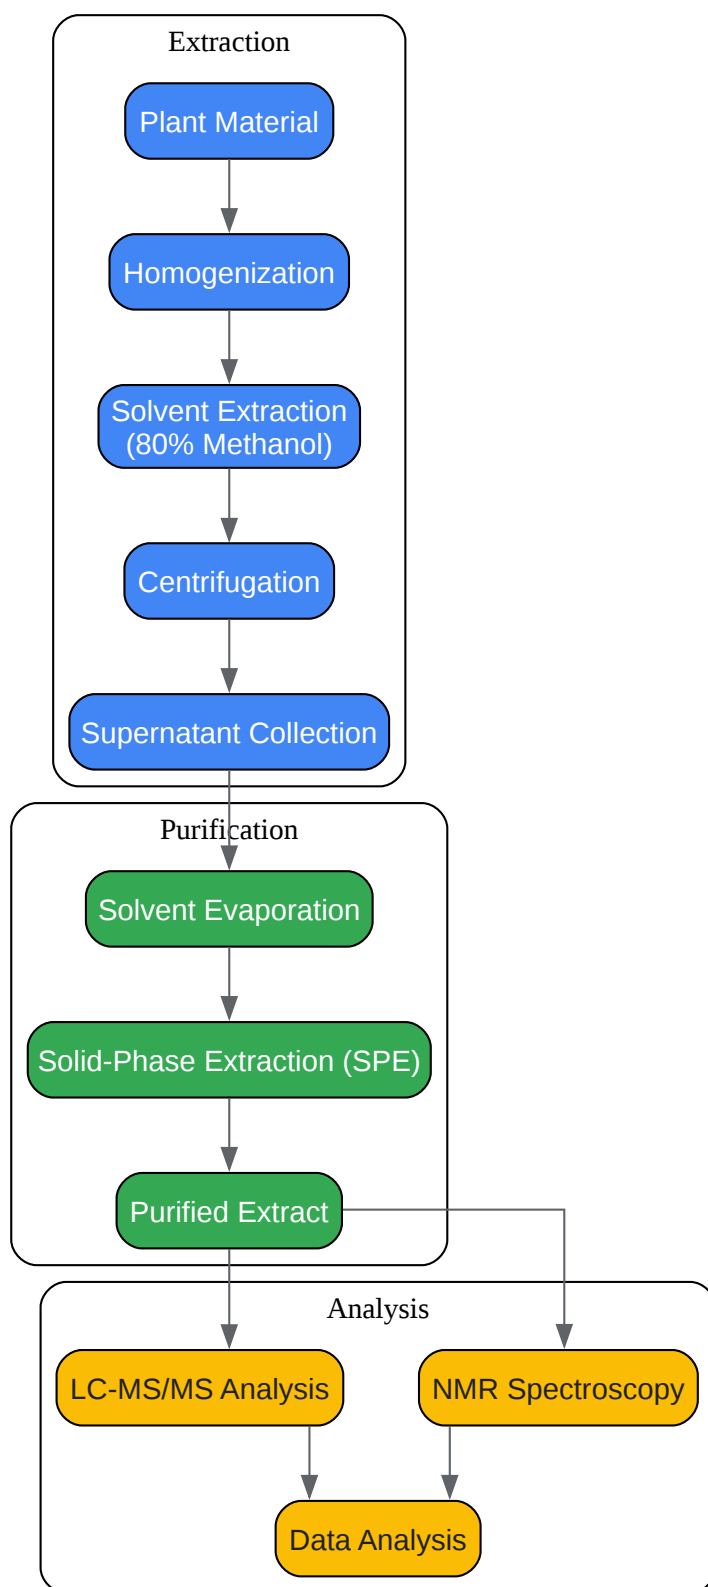 Extraction
Plant Material
Homogenization
Solvent Extraction
(80% Methanol)
Centrifugation
Supernatant Collection
Purification
Solvent Evaporation
Solid-Phase Extraction (SPE)
Purified Extract
Analysis
LC-MS/MS Analysis
NMR Spectroscopy
Data Analysis